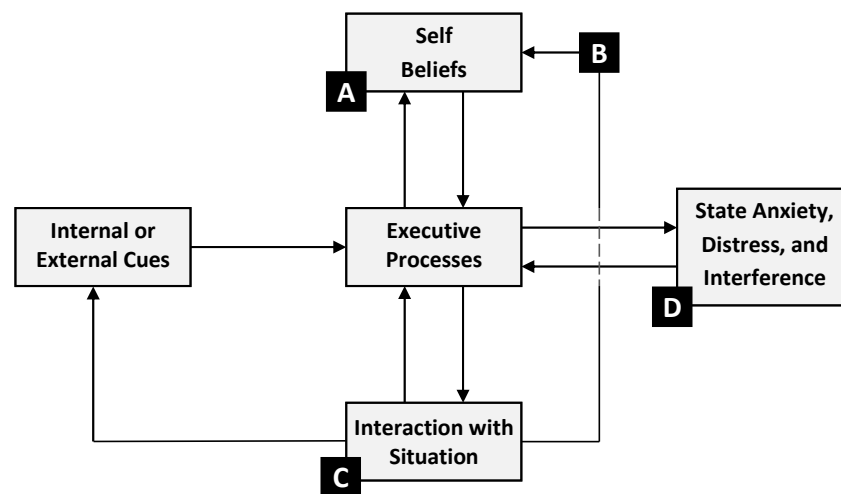 Self
Beliefs
A
B
Internal or
External Cues
Executive
Processes
State Anxiety,
Distress, and
Interference
D
Interaction with
Situation
C